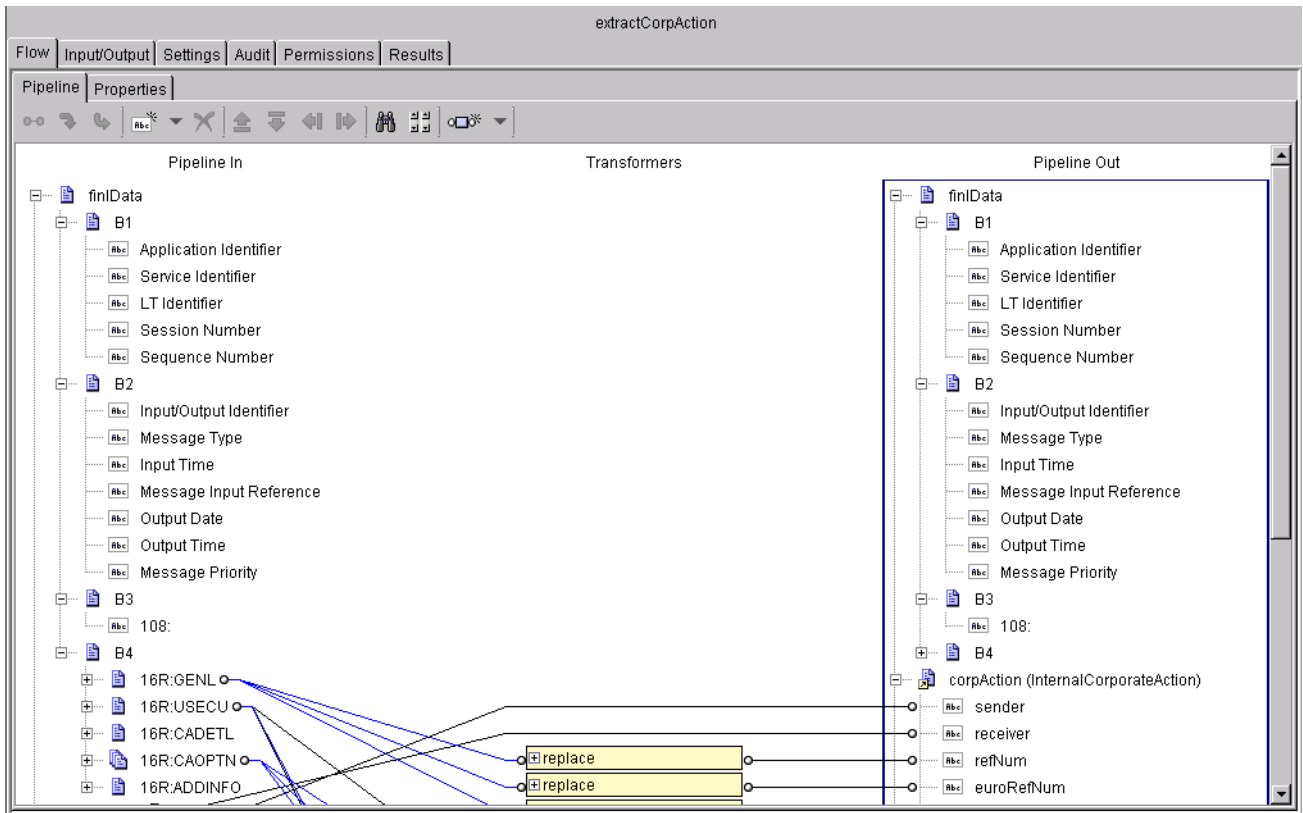 extractCorpAction
Flow Input/Output Settings Audit Permissions Results
Pipeline Properties
Pipeline In Transformers Pipeline Out
finIData finIData
B1 B1
Application Identifier Application Identifier
Service Identifier Service Identifier
LT Identifier LT Identifier
Session Number Session Number
Sequence Number Sequence Number
B2 B2
Input/Output Identifier Input/Output Identifier
Message Type Message Type
Input Time Input Time
Message Input Reference Message Input Reference
Output Date Output Date
Output Time Output Time
Message Priority Message Priority
B3 B3
108: 108:
B4 B4
16R:GENL corpAction (InternalCorporateAction)
16R:USECU sender
16R:CADETL receiver
16R:CAOPTN replace refNum
16R:ADDINFO replace euroRefNum